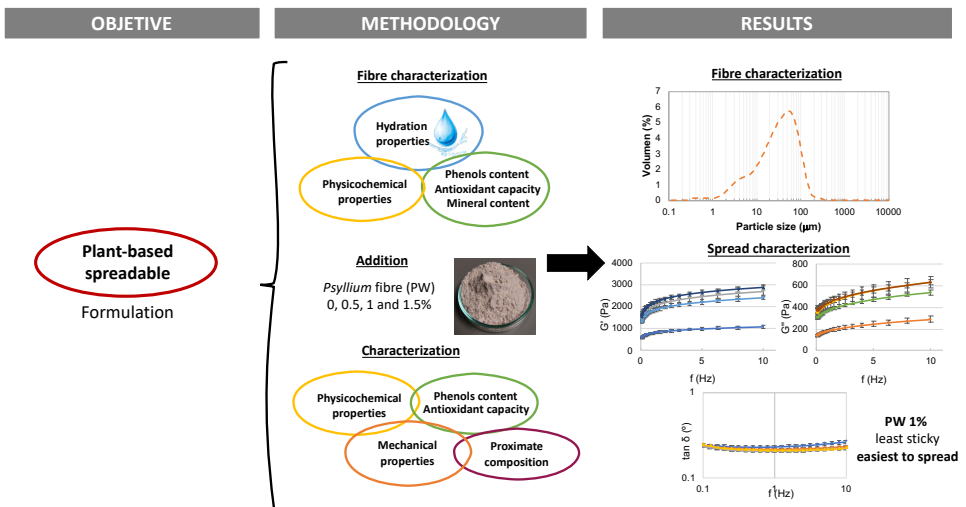 OBJETIVE
METHODOLOGY
RESULTS
Plant-based
spreadable
Formulation
Fibre characterization
Hydration
properties
Physicochemical
properties
Phenols content
Antioxidant capacity
Mineral content
Addition
Psyllium fibre (PW)
0, 0.5, 1 and 1.5%
Characterization
Physicochemical
properties
Phenols content
Antioxidant capacity
Mechanical
properties
Proximate
composition
Fibre characterization
Volumen (%)
7
6
5
4
3
2
1
0
0.1 1 10 100 1000 10000
Particle size (µm)
Spread characterization
G' (Pa)
4000
3000
2000
1000
0
0 5 10
f (Hz)
G'' (Pa)
800
600
400
200
0
0 5 10
f (Hz)
tan δ (º)
1
0.1
0.1 1 10
f (Hz)
PW 1%
least sticky
easiest to spread